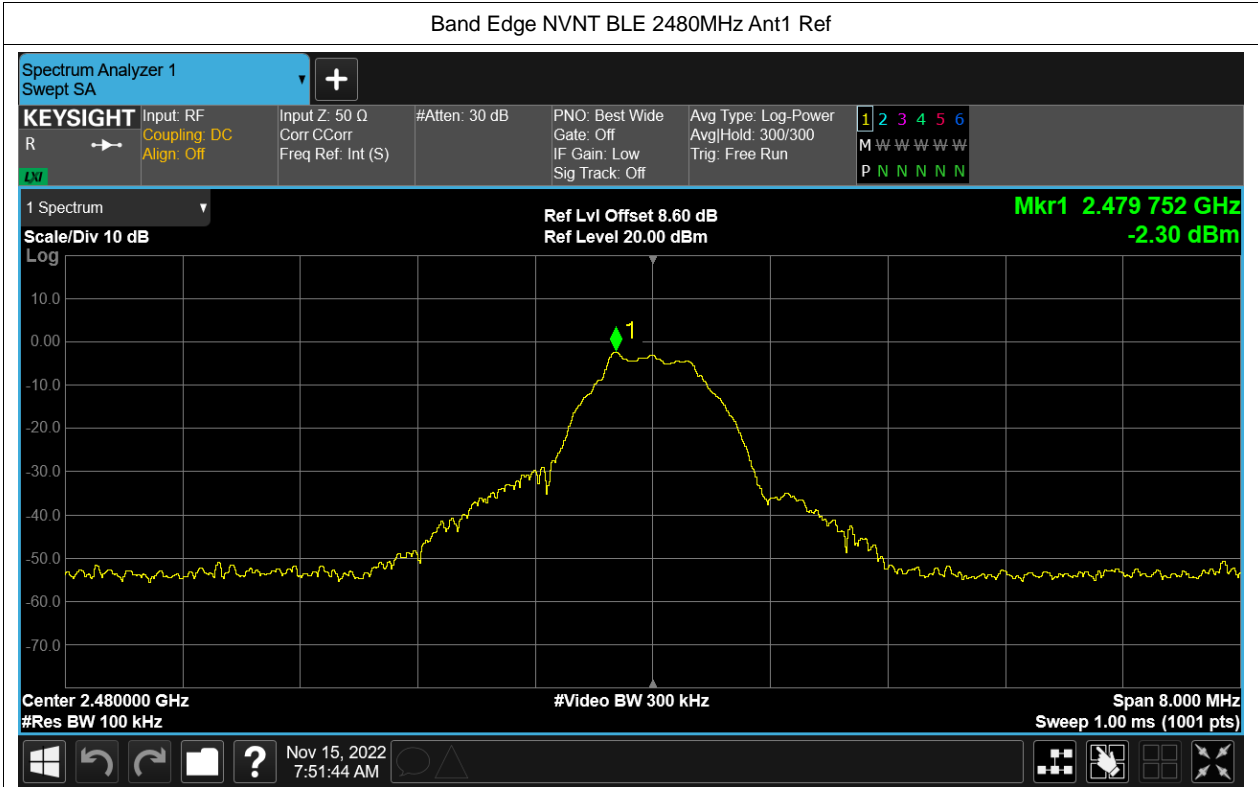 Band Edge NVNT BLE 2480MHz Ant1 Ref
Spectrum Analyzer 1
Swept SA
KEYSIGHT
R
LXI
Input: RF
Coupling: DC
Align: Off
Input Z: 50 Ω
Corr CCorr
Freq Ref: Int (S)
#Atten: 30 dB
PNO: Best Wide
Gate: Off
IF Gain: Low
Sig Track: Off
Avg Type: Log-Power
Avg|Hold: 300/300
Trig: Free Run
1 2 3 4 5 6
M W W W W W
P N N N N N
1 Spectrum
Scale/Div 10 dB
Ref Lvl Offset 8.60 dB
Ref Level 20.00 dBm
Mkr1 2.479 752 GHz
-2.30 dBm
Log
10.0
0.00
-10.0
-20.0
-30.0
-40.0
-50.0
-60.0
-70.0
1
Center 2.480000 GHz
#Video BW 300 kHz
Span 8.000 MHz
#Res BW 100 kHz
Sweep 1.00 ms (1001 pts)
?
Nov 15, 2022
7:51:44 AM